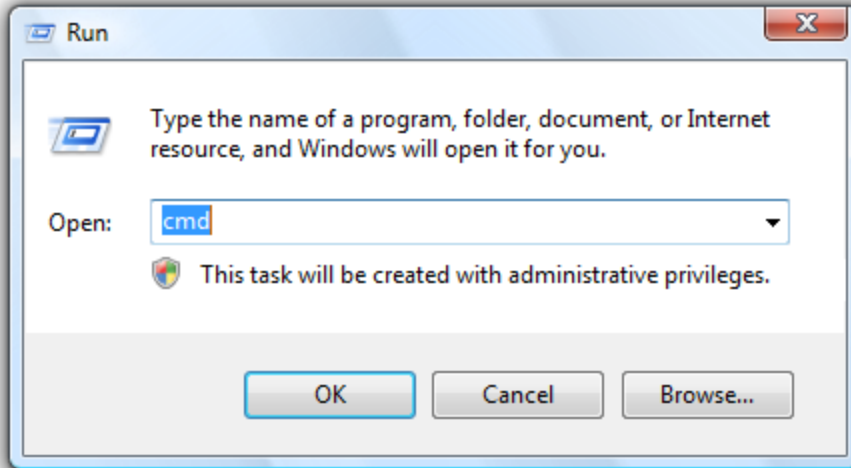 Run
Type the name of a program, folder, document, or Internet
resource, and Windows will open it for you.
Open: cmd
This task will be created with administrative privileges.
OK Cancel Browse...